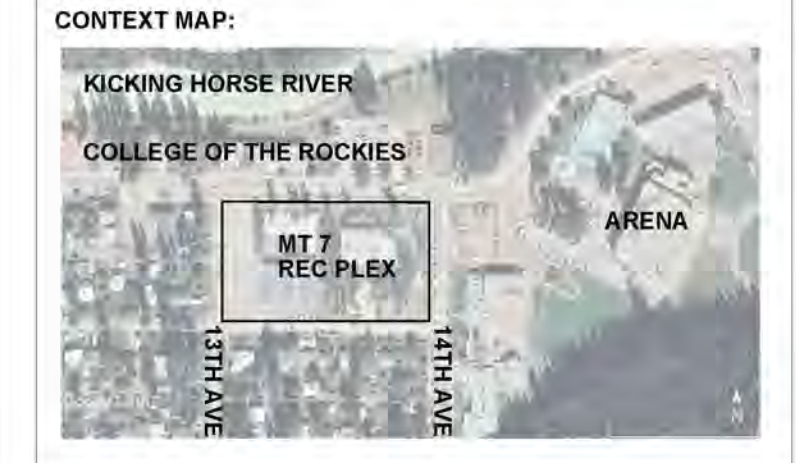 CONTEXT MAP:
KICKING HORSE RIVER
COLLEGE OF THE ROCKIES
ARENA
MT 7
REC PLEX
13TH AVE
14TH AVE
N